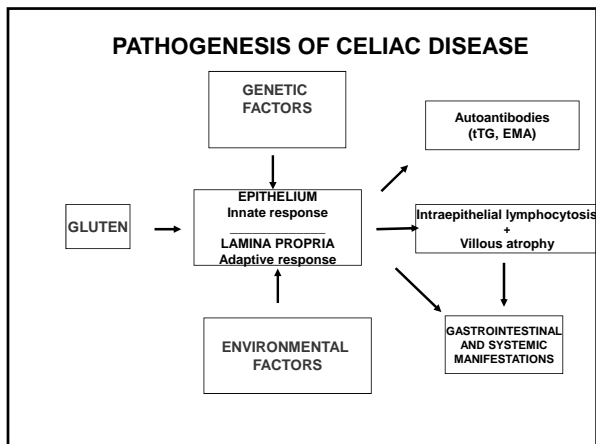 PATHOGENESIS OF CELIAC DISEASE
GENETIC
FACTORS
Autoantibodies
(tTG, EMA)
GLUTEN
EPITHELIUM
Innate response
LAMINA PROPRIA
Adaptive response
Intraepithelial lymphocytosis
+
Villous atrophy
ENVIRONMENTAL
FACTORS
GASTROINTESTINAL
AND SYSTEMIC
MANIFESTATIONS